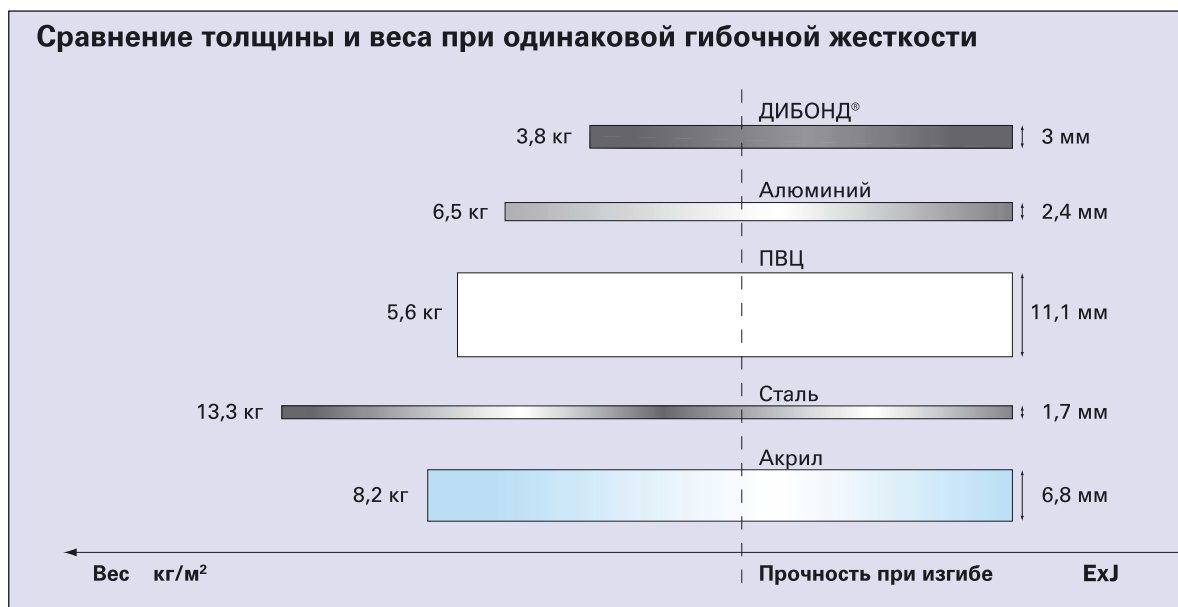 Сравнение толщины и веса при одинаковой гибочной жесткости
ДИБОНД®
3,8 кг
3 мм
Алюминий
6,5 кг
2,4 мм
ПВЦ
5,6 кг
11,1 мм
Сталь
13,3 кг
1,7 мм
Акрил
8,2 кг
6,8 мм
Вес кг/м² Прочность при изгибе ExJ